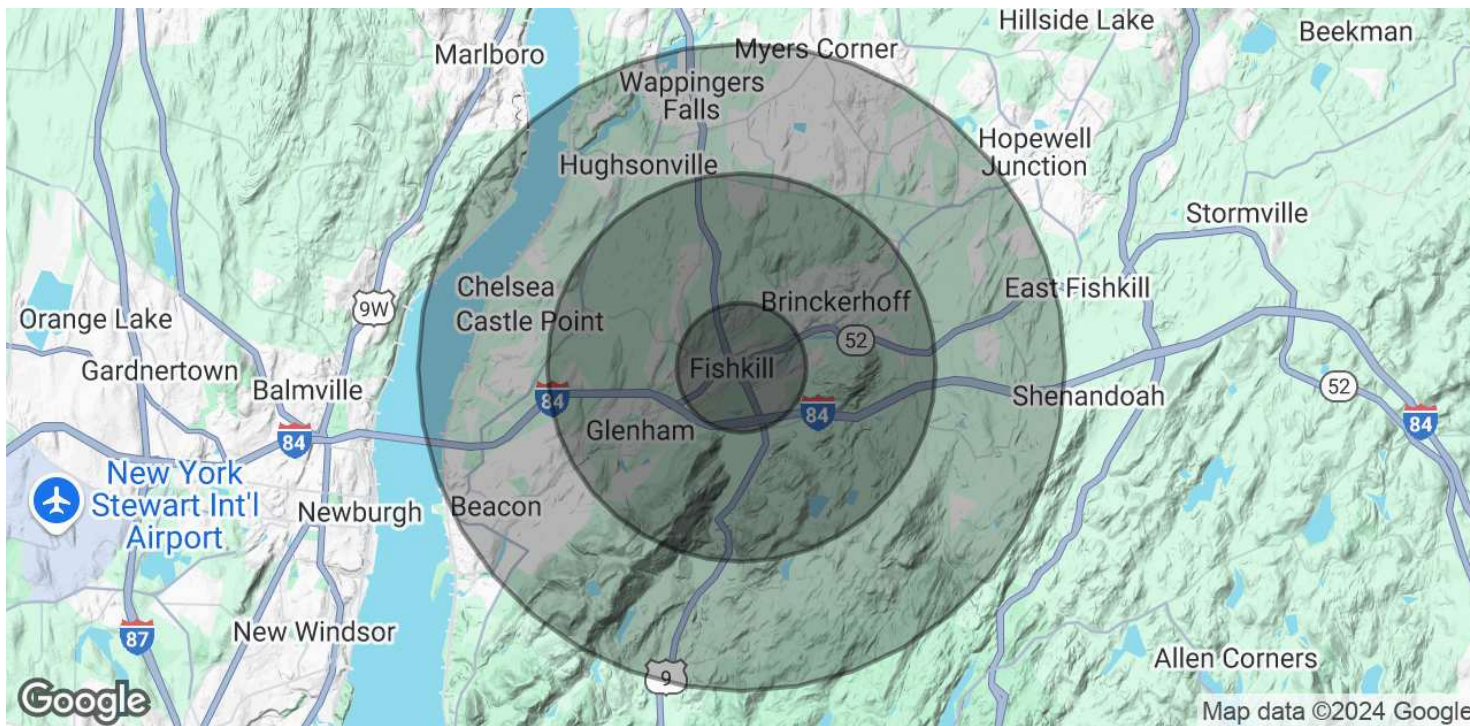 Hillside Lake
Beekman
Marlboro
Myers Corner
Wappingers
Falls
Hopewell
Junction
Hughsonville
Stormville
Chelsea
Castle Point
9W
Brinckerhoff
East Fishkill
Orange Lake
52
Gardnertown
Fishkill
Balmville
84
84
Shenandoah
52
84
84
Glenham
New York
Stewart Int'l
Airport
Newburgh
Beacon
87
New Windsor
9
Allen Corners
Google
Map data ©2024 Google